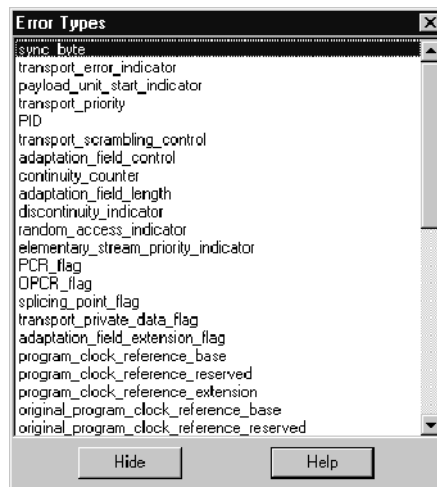 Error Types
sync_byte
transport_error_indicator
payload_unit_start_indicator
transport_priority
PID
transport_scrambling_control
adaptation_field_control
continuity_counter
adaptation_field_length
discontinuity_indicator
random_access_indicator
elementary_stream_priority_indicator
PCR_flag
OPCR_flag
splicing_point_flag
transport_private_data_flag
adaptation_field_extension_flag
program_clock_reference_base
program_clock_reference_reserved
program_clock_reference_extension
original_program_clock_reference_base
original_program_clock_reference_reserved
Hide Help